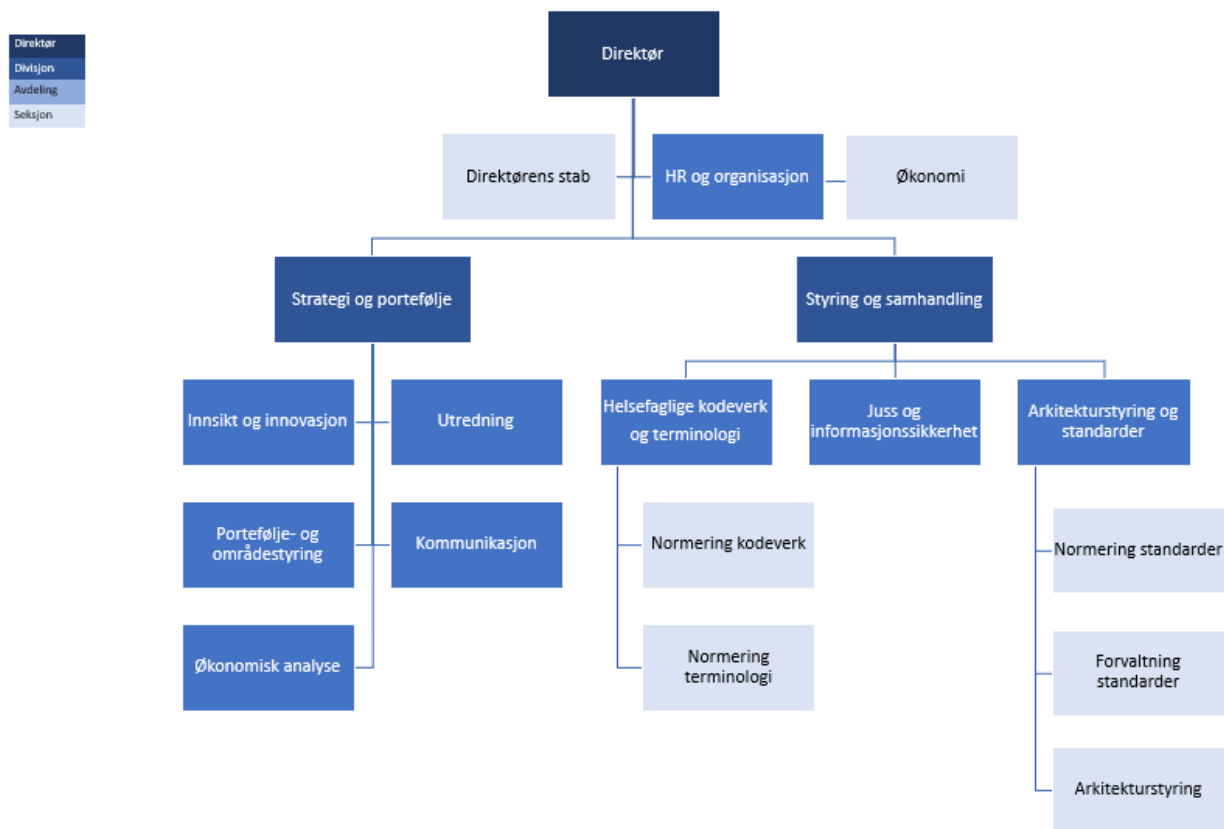 Direktør
Divisjon
Avdeling
Seksjon
Direktør
Direktørens stab
HR og organisasjon
Økonomi
Strategi og portefølje
Styring og samhandling
Innsikt og innovasjon
Utredning
Helsefaglige kodeverk
og terminologi
Juss og
informasjonssikkerhet
Arkitekturstyring og
standarder
Portefølje- og
områdestyring
Kommunikasjon
Normering kodeverk
Normering standarder
Økonomisk analyse
Normering
terminologi
Forvaltning
standarder
Arkitekturstyring